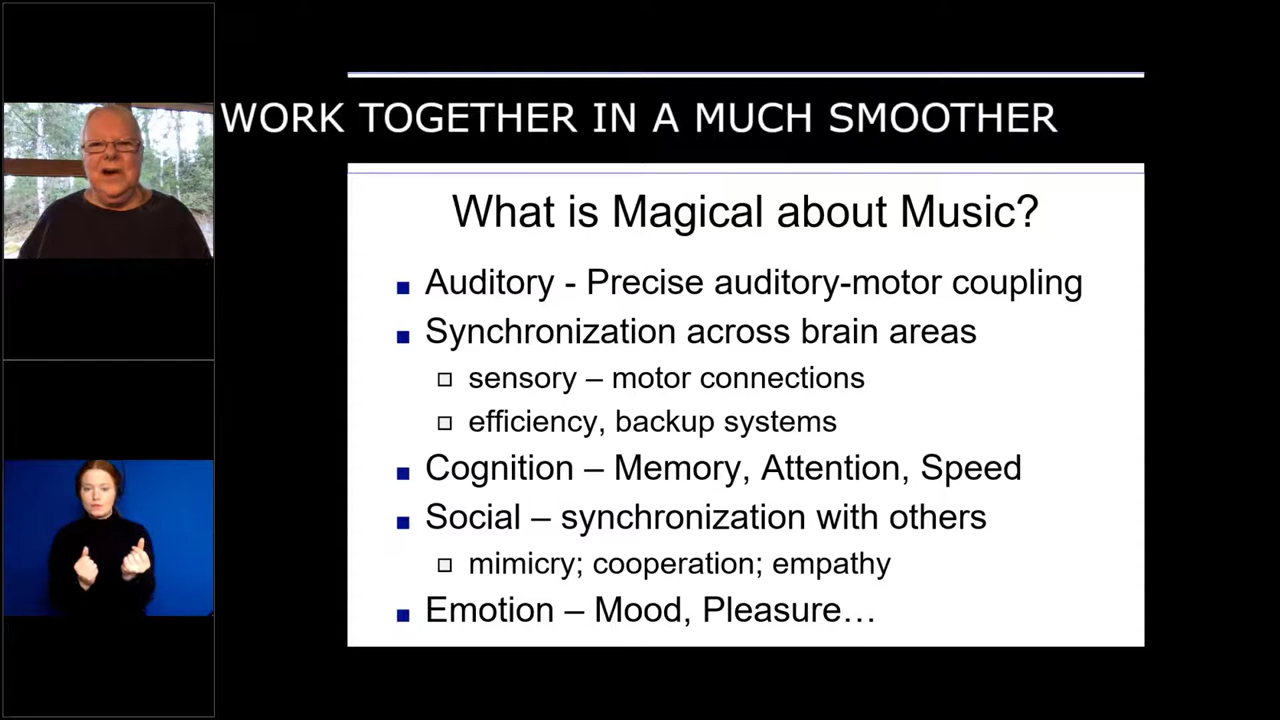 WORK TOGETHER IN A MUCH SMOOTHER
What is Magical about Music?
Auditory - Precise auditory-motor coupling
Synchronization across brain areas
sensory – motor connections
efficiency, backup systems
Cognition – Memory, Attention, Speed
Social – synchronization with others
mimicry; cooperation; empathy
Emotion – Mood, Pleasure…